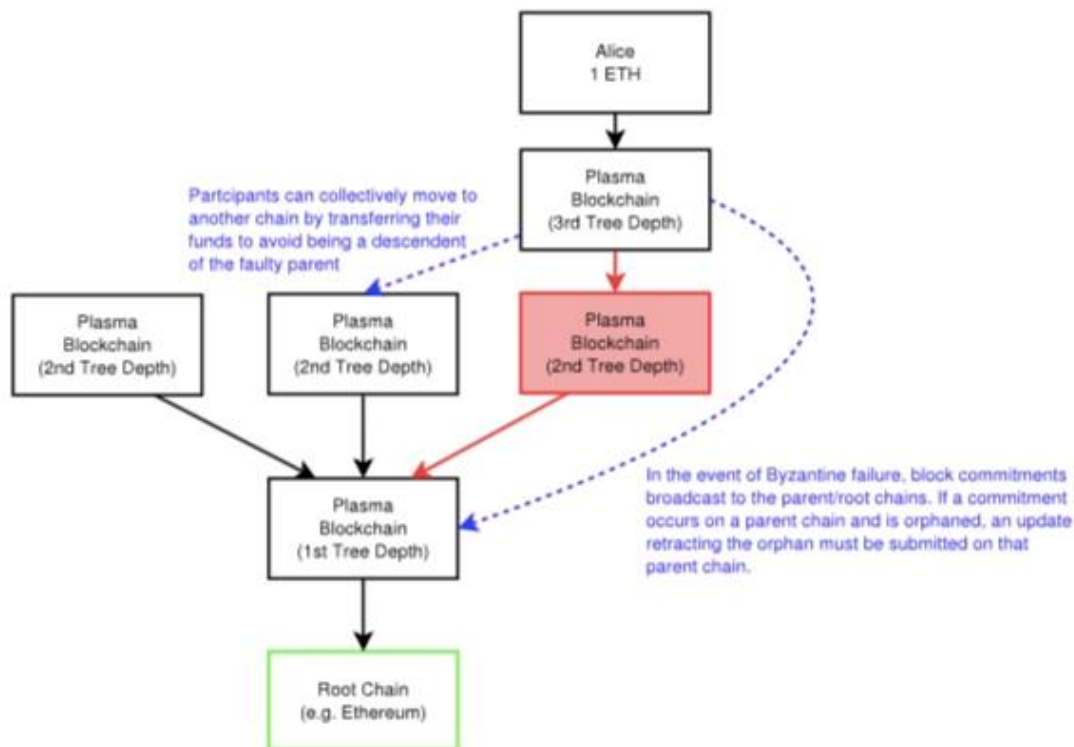 Alice
1 ETH
Plasma
Blockchain
(3rd Tree Depth)
Partcipants can collectively move to
another chain by transferring their
funds to avoid being a descendent
of the faulty parent
Plasma
Blockchain
(2nd Tree Depth)
Plasma
Blockchain
(2nd Tree Depth)
Plasma
Blockchain
(2nd Tree Depth)
In the event of Byzantine failure, block commitments
broadcast to the parent/root chains. If a commitment
occurs on a parent chain and is orphaned, an update
retracting the orphan must be submitted on that
parent chain.
Plasma
Blockchain
(1st Tree Depth)
Root Chain
(e.g. Ethereum)